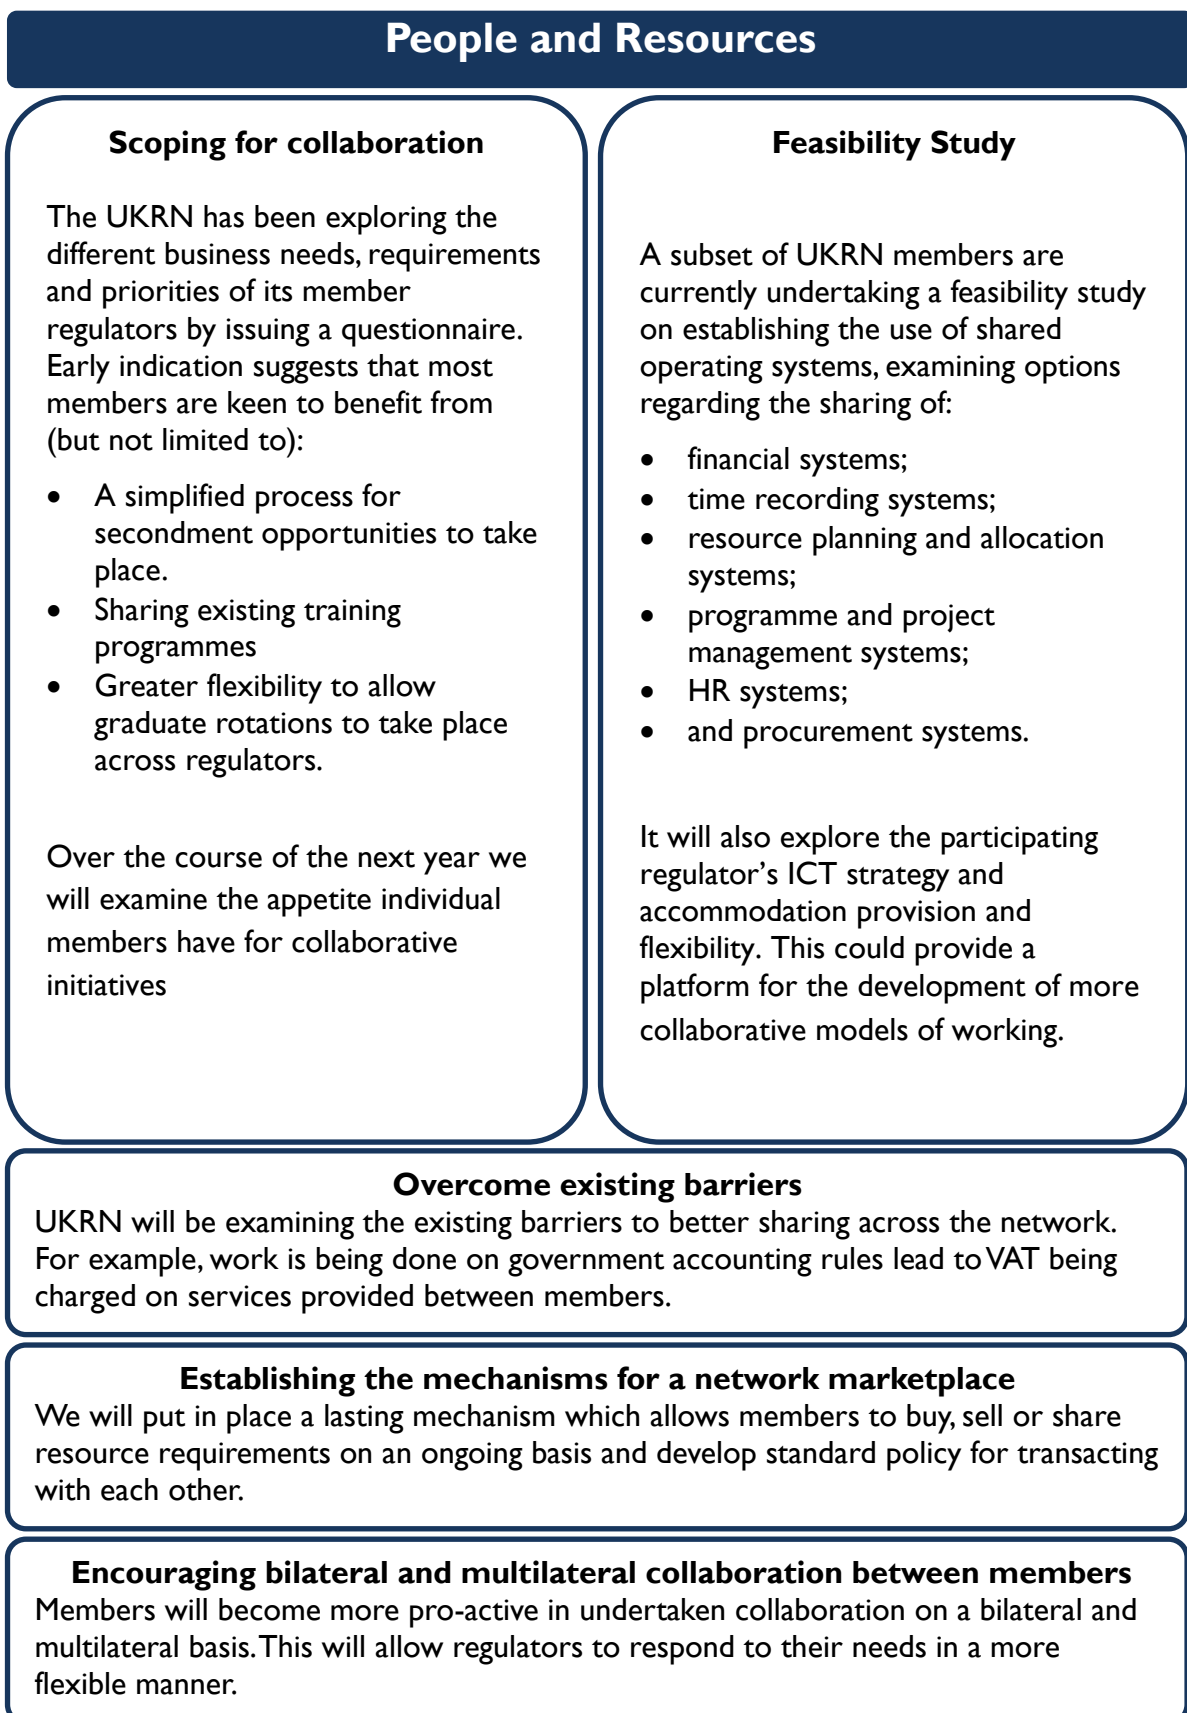 People and Resources
Scoping for collaboration
The UKRN has been exploring the
different business needs, requirements
and priorities of its member
regulators by issuing a questionnaire.
Early indication suggests that most
members are keen to benefit from
(but not limited to):
• A simplified process for
secondment opportunities to take
place.
• Sharing existing training
programmes
• Greater flexibility to allow
graduate rotations to take place
across regulators.
Over the course of the next year we
will examine the appetite individual
members have for collaborative
initiatives
Feasibility Study
A subset of UKRN members are
currently undertaking a feasibility study
on establishing the use of shared
operating systems, examining options
regarding the sharing of:
• financial systems;
• time recording systems;
• resource planning and allocation
systems;
• programme and project
management systems;
• HR systems;
• and procurement systems.
It will also explore the participating
regulator’s ICT strategy and
accommodation provision and
flexibility. This could provide a
platform for the development of more
collaborative models of working.
Overcome existing barriers
UKRN will be examining the existing barriers to better sharing across the network.
For example, work is being done on government accounting rules lead to VAT being
charged on services provided between members.
Establishing the mechanisms for a network marketplace
We will put in place a lasting mechanism which allows members to buy, sell or share
resource requirements on an ongoing basis and develop standard policy for transacting
with each other.
Encouraging bilateral and multilateral collaboration between members
Members will become more pro-active in undertaken collaboration on a bilateral and
multilateral basis. This will allow regulators to respond to their needs in a more
flexible manner.